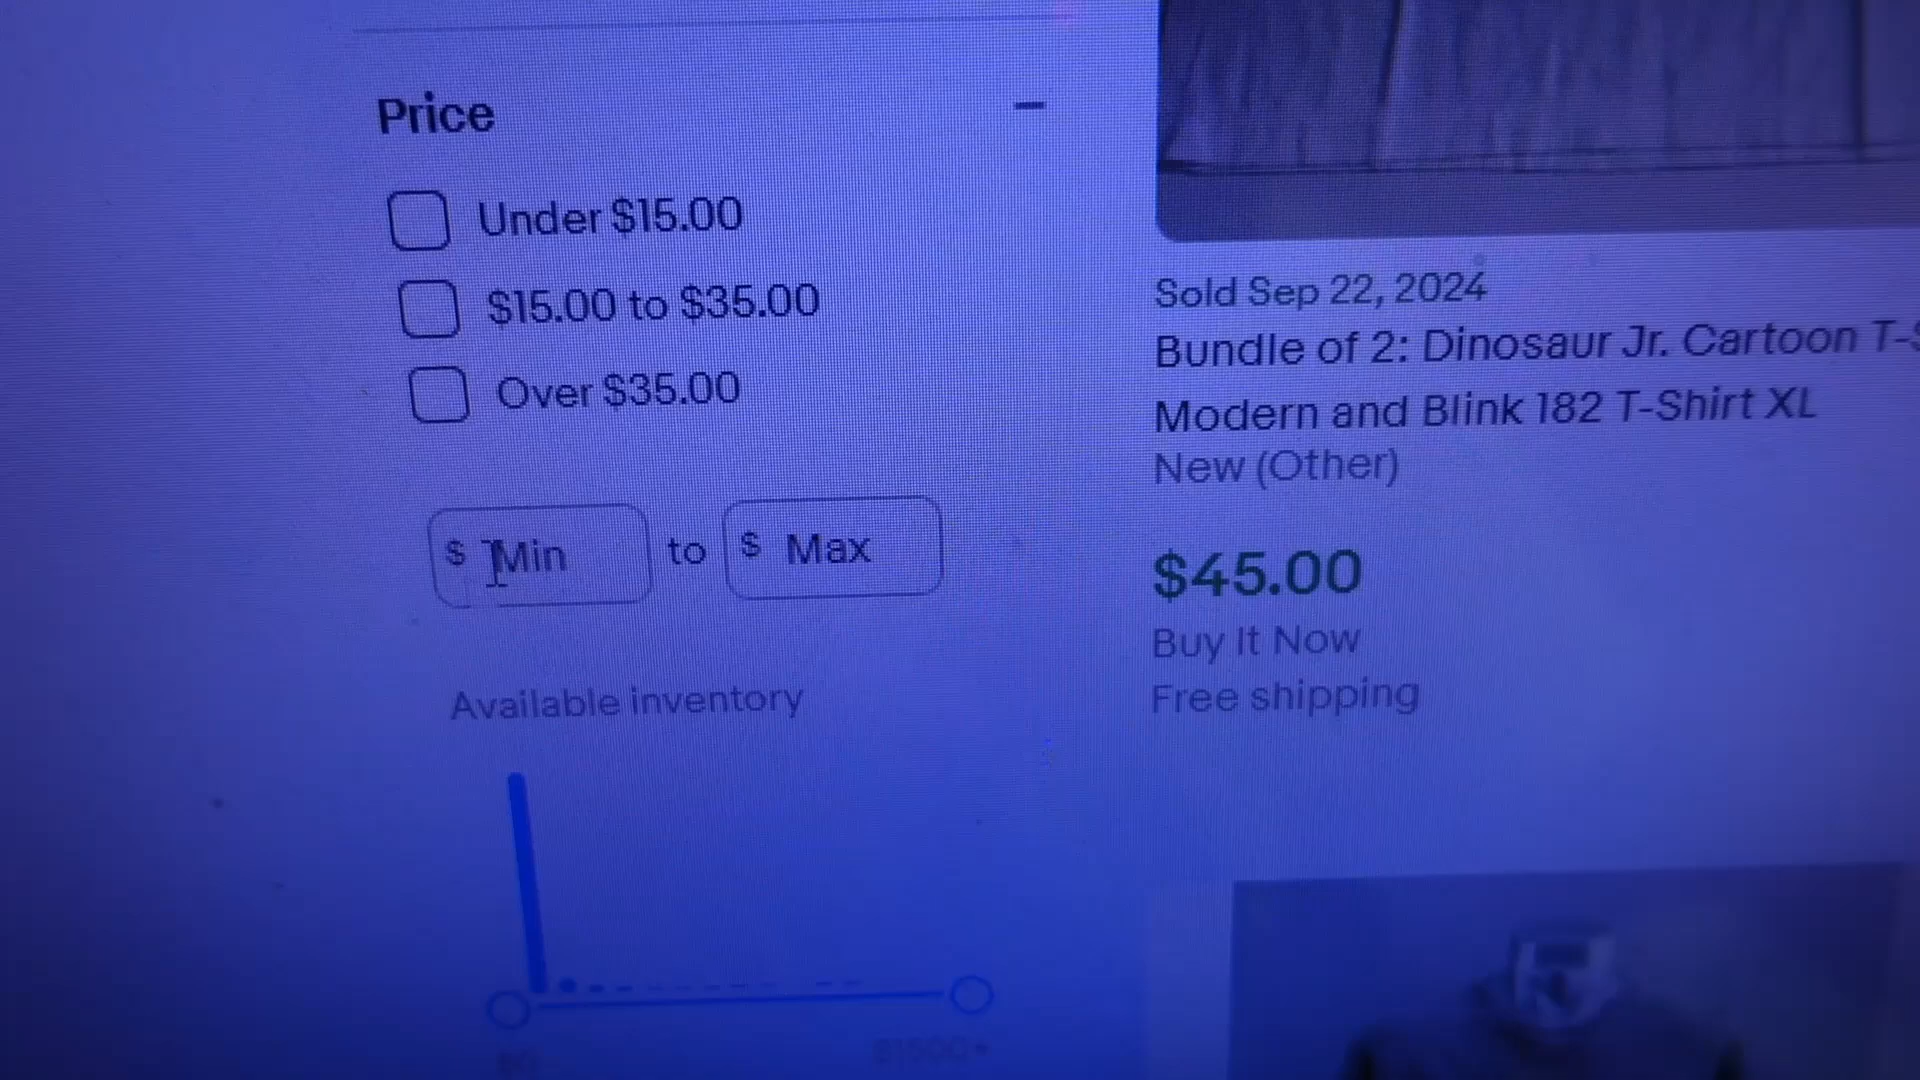 Price
Under $15.00
$15.00 to $35.00
Over $35.00
$ Min to $ Max
Available inventory
Sold Sep 22, 2024
Bundle of 2: Dinosaur Jr. Cartoon
Modern and Blink 182 T-Shirt XL
New (Other)
$45.00
Buy It Now
Free shipping